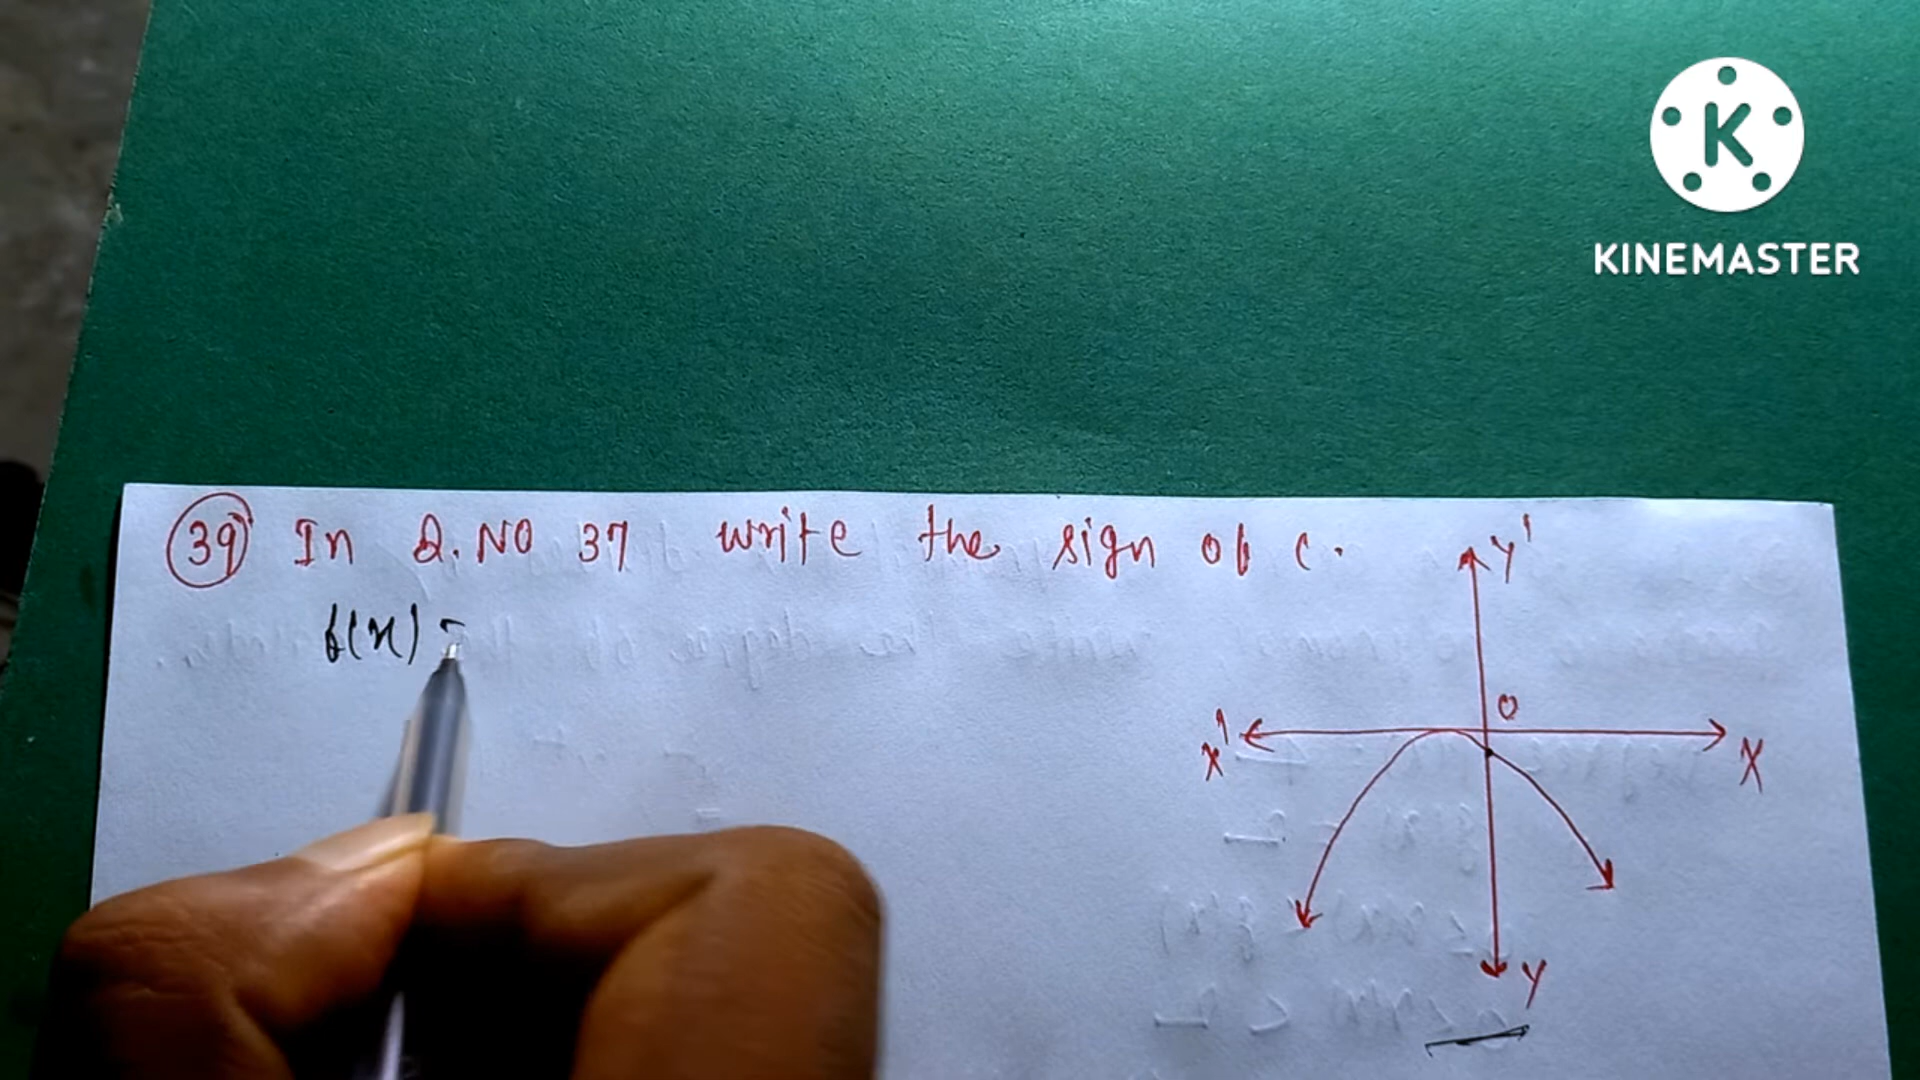 KINEMASTER
39 In Q.NO 37 write the sign of c.
f(x) =
Y'
O
X' X
Y